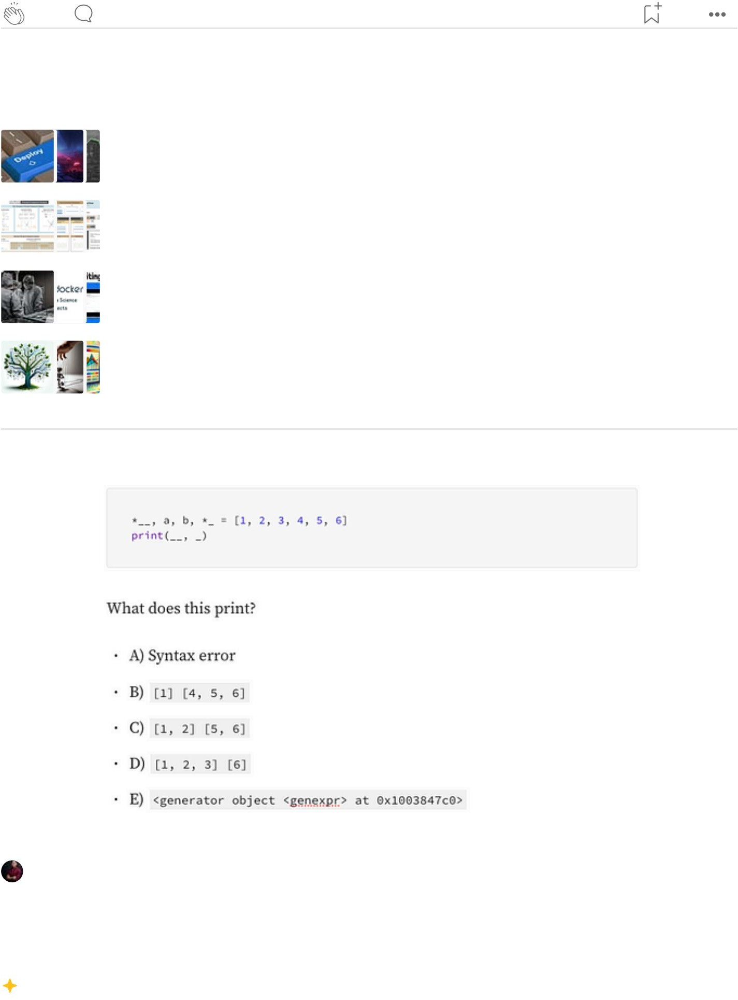 Deploy
iting
docker
Science
ects
*__, a, b, *_ = [1, 2, 3, 4, 5, 6]
print(__, _)
What does this print?
· A) Syntax error
· B) [1] [4, 5, 6]
· C) [1, 2] [5, 6]
· D) [1, 2, 3] [6]
· E) <generator object <genexpr> at 0x1003847c0>